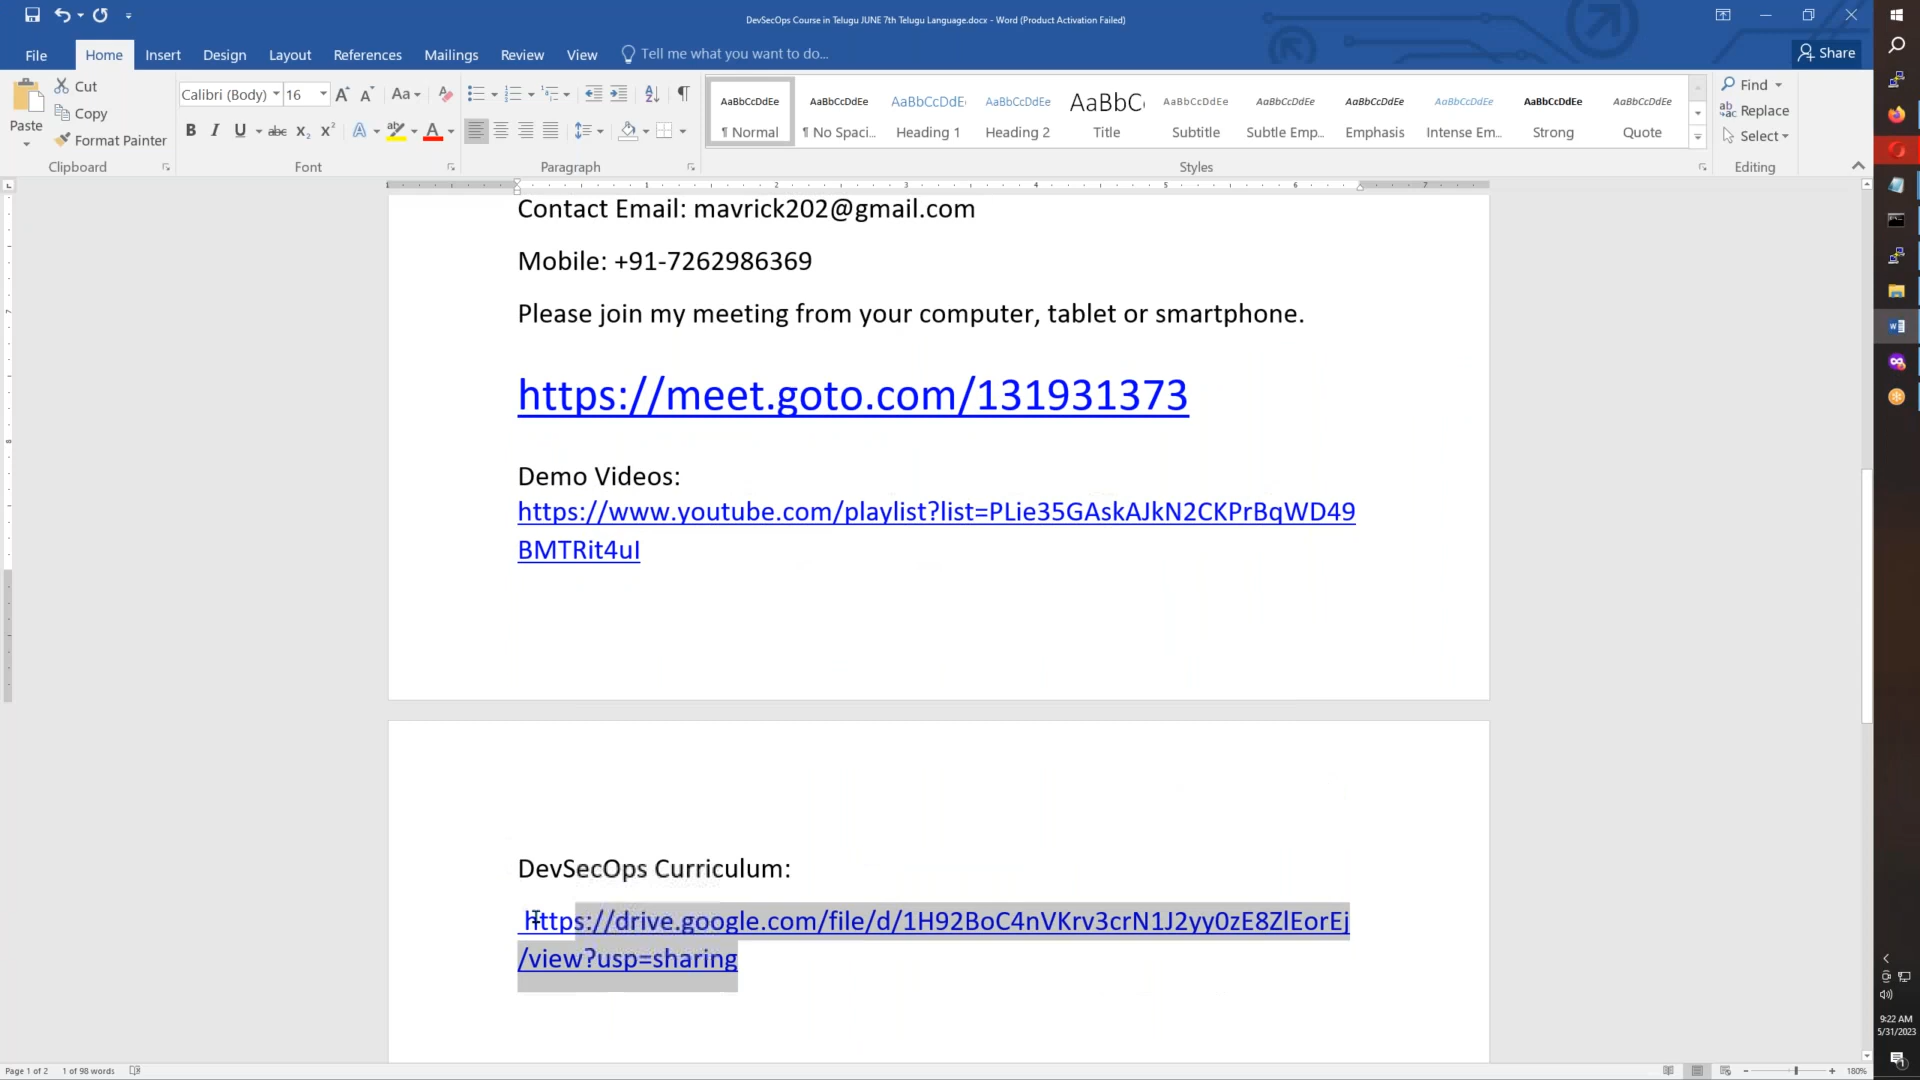 DevSecOps Course in Telugu JUNE 7th Telugu Language.docx - Word (Product Activation Failed)
File Home Insert Design Layout References Mailings Review View Tell me what you want to do... Share
Paste Cut Copy Format Painter
Clipboard
Calibri (Body) 16
Font
Paragraph
AaBbCcDdEe ¶ Normal
AaBbCcDdEe ¶ No Spaci...
AaBbCcDdE Heading 1
AaBbCcDdEe Heading 2
AaBbC Title
AaBbCcDdEe Subtitle
AaBbCcDdEe Subtle Emp...
AaBbCcDdEe Emphasis
AaBbCcDdEe Intense Em...
AaBbCcDdEe Strong
AaBbCcDdEe Quote
Styles
Find
Replace
Select
Editing
Contact Email: mavrick202@gmail.com
Mobile: +91-7262986369
Please join my meeting from your computer, tablet or smartphone.
https://meet.goto.com/131931373
Demo Videos:
https://www.youtube.com/playlist?list=PLie35GAskAJkN2CKPrBqWD49
BMTRit4uI
DevSecOps Curriculum:
https://drive.google.com/file/d/1H92BoC4nVKrv3crN1J2yy0zE8ZlEorEj
/view?usp=sharing
Page 1 of 2 1 of 98 words 180%
9:22 AM
5/31/2023